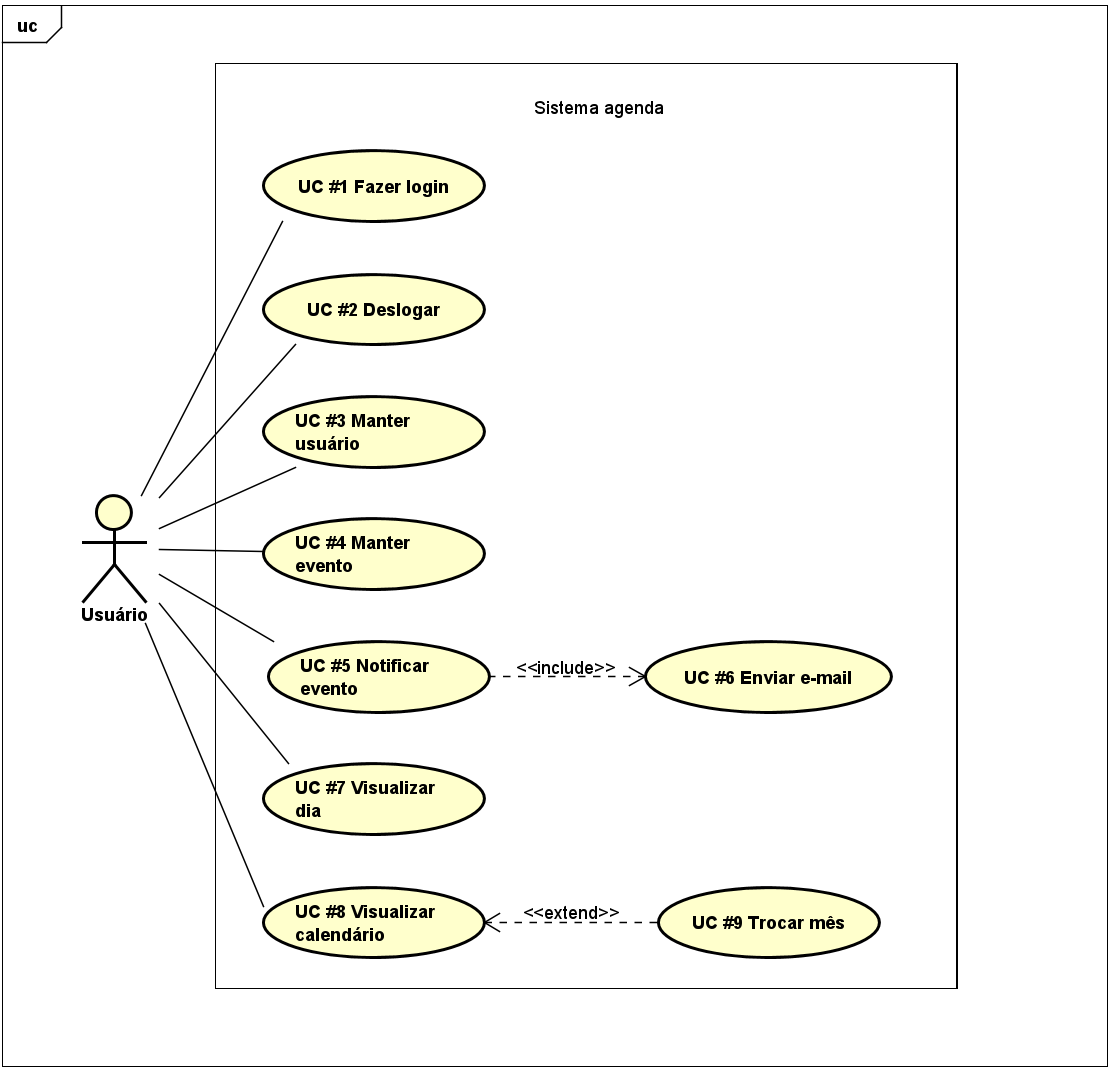 uc
Sistema agenda
UC #1 Fazer login
UC #2 Deslogar
UC #3 Manter
usuário
UC #4 Manter
evento
Usuário
UC #5 Notificar
evento
<<include>>
UC #6 Enviar e-mail
UC #7 Visualizar
dia
UC #8 Visualizar
calendário
<<extend>>
UC #9 Trocar mês